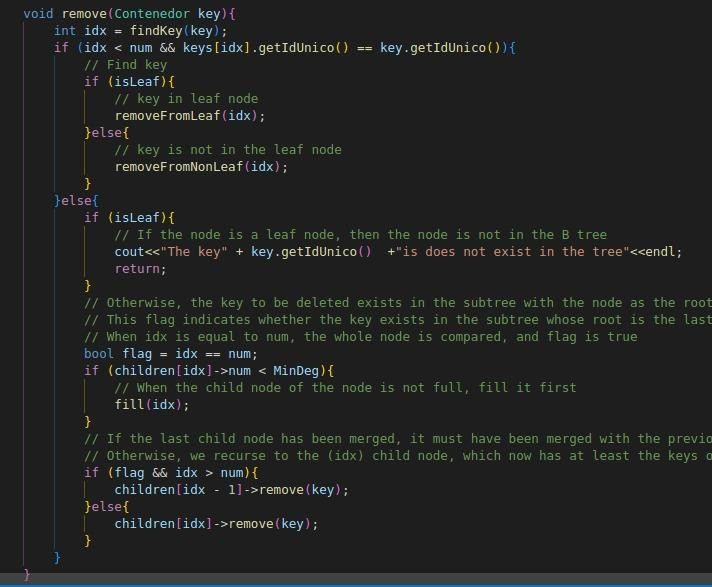 void remove(Contenedor key){
    int idx = findKey(key);
    if (idx < num && keys[idx].getIdUnico() == key.getIdUnico()){
        // Find key
        if (isLeaf){
            // key in leaf node
            removeFromLeaf(idx);
        }else{
            // key is not in the leaf node
            removeFromNonLeaf(idx);
        }
    }else{
        if (isLeaf){
            // If the node is a leaf node, then the node is not in the B tree
            cout<<"The key" + key.getIdUnico()  +"is does not exist in the tree"<<endl;
            return;
        }
        // Otherwise, the key to be deleted exists in the subtree with the node as the root
        // This flag indicates whether the key exists in the subtree whose root is the last
        // When idx is equal to num, the whole node is compared, and flag is true
        bool flag = idx == num;
        if (children[idx]->num < MinDeg){
            // When the child node of the node is not full, fill it first
            fill(idx);
        }
        // If the last child node has been merged, it must have been merged with the previo
        // Otherwise, we recurse to the (idx) child node, which now has at least the keys o
        if (flag && idx > num){
            children[idx - 1]->remove(key);
        }else{
            children[idx]->remove(key);
        }
    }
}